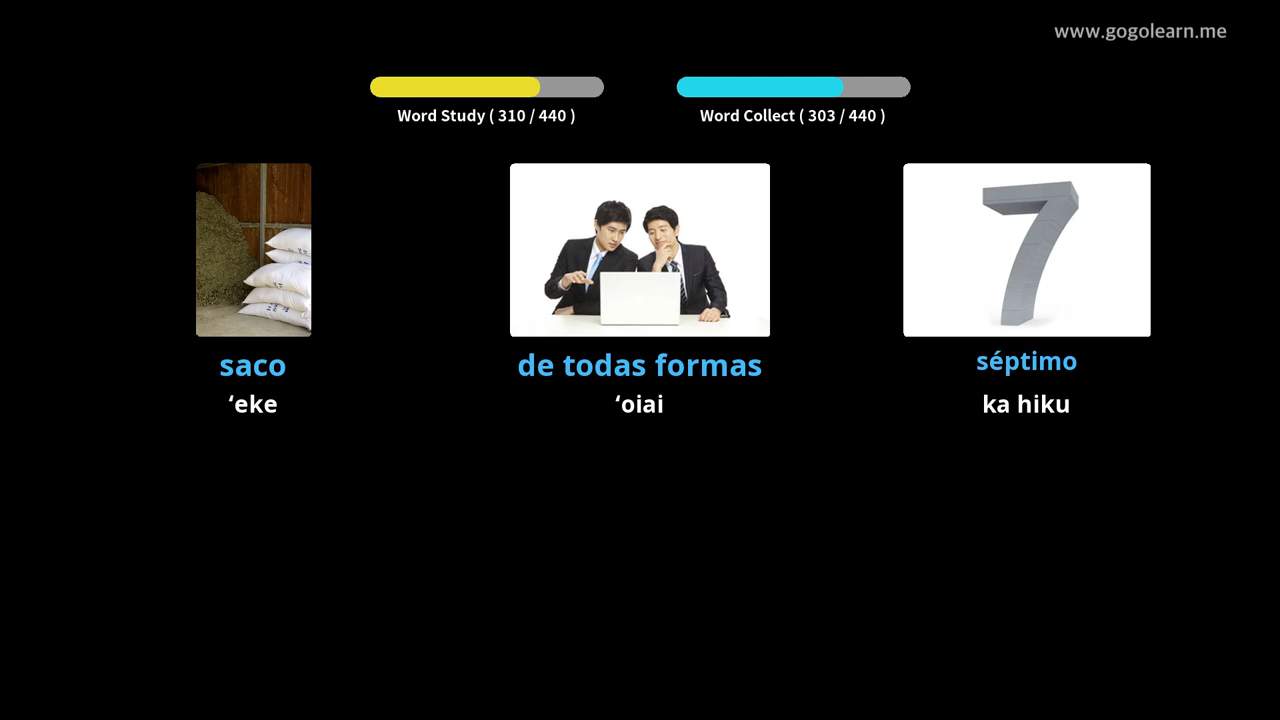 www.gogolearn.me
Word Study ( 310 / 440 )
Word Collect ( 303 / 440 )
saco
de todas formas
séptimo
ʻeke
ʻoiai
ka hiku